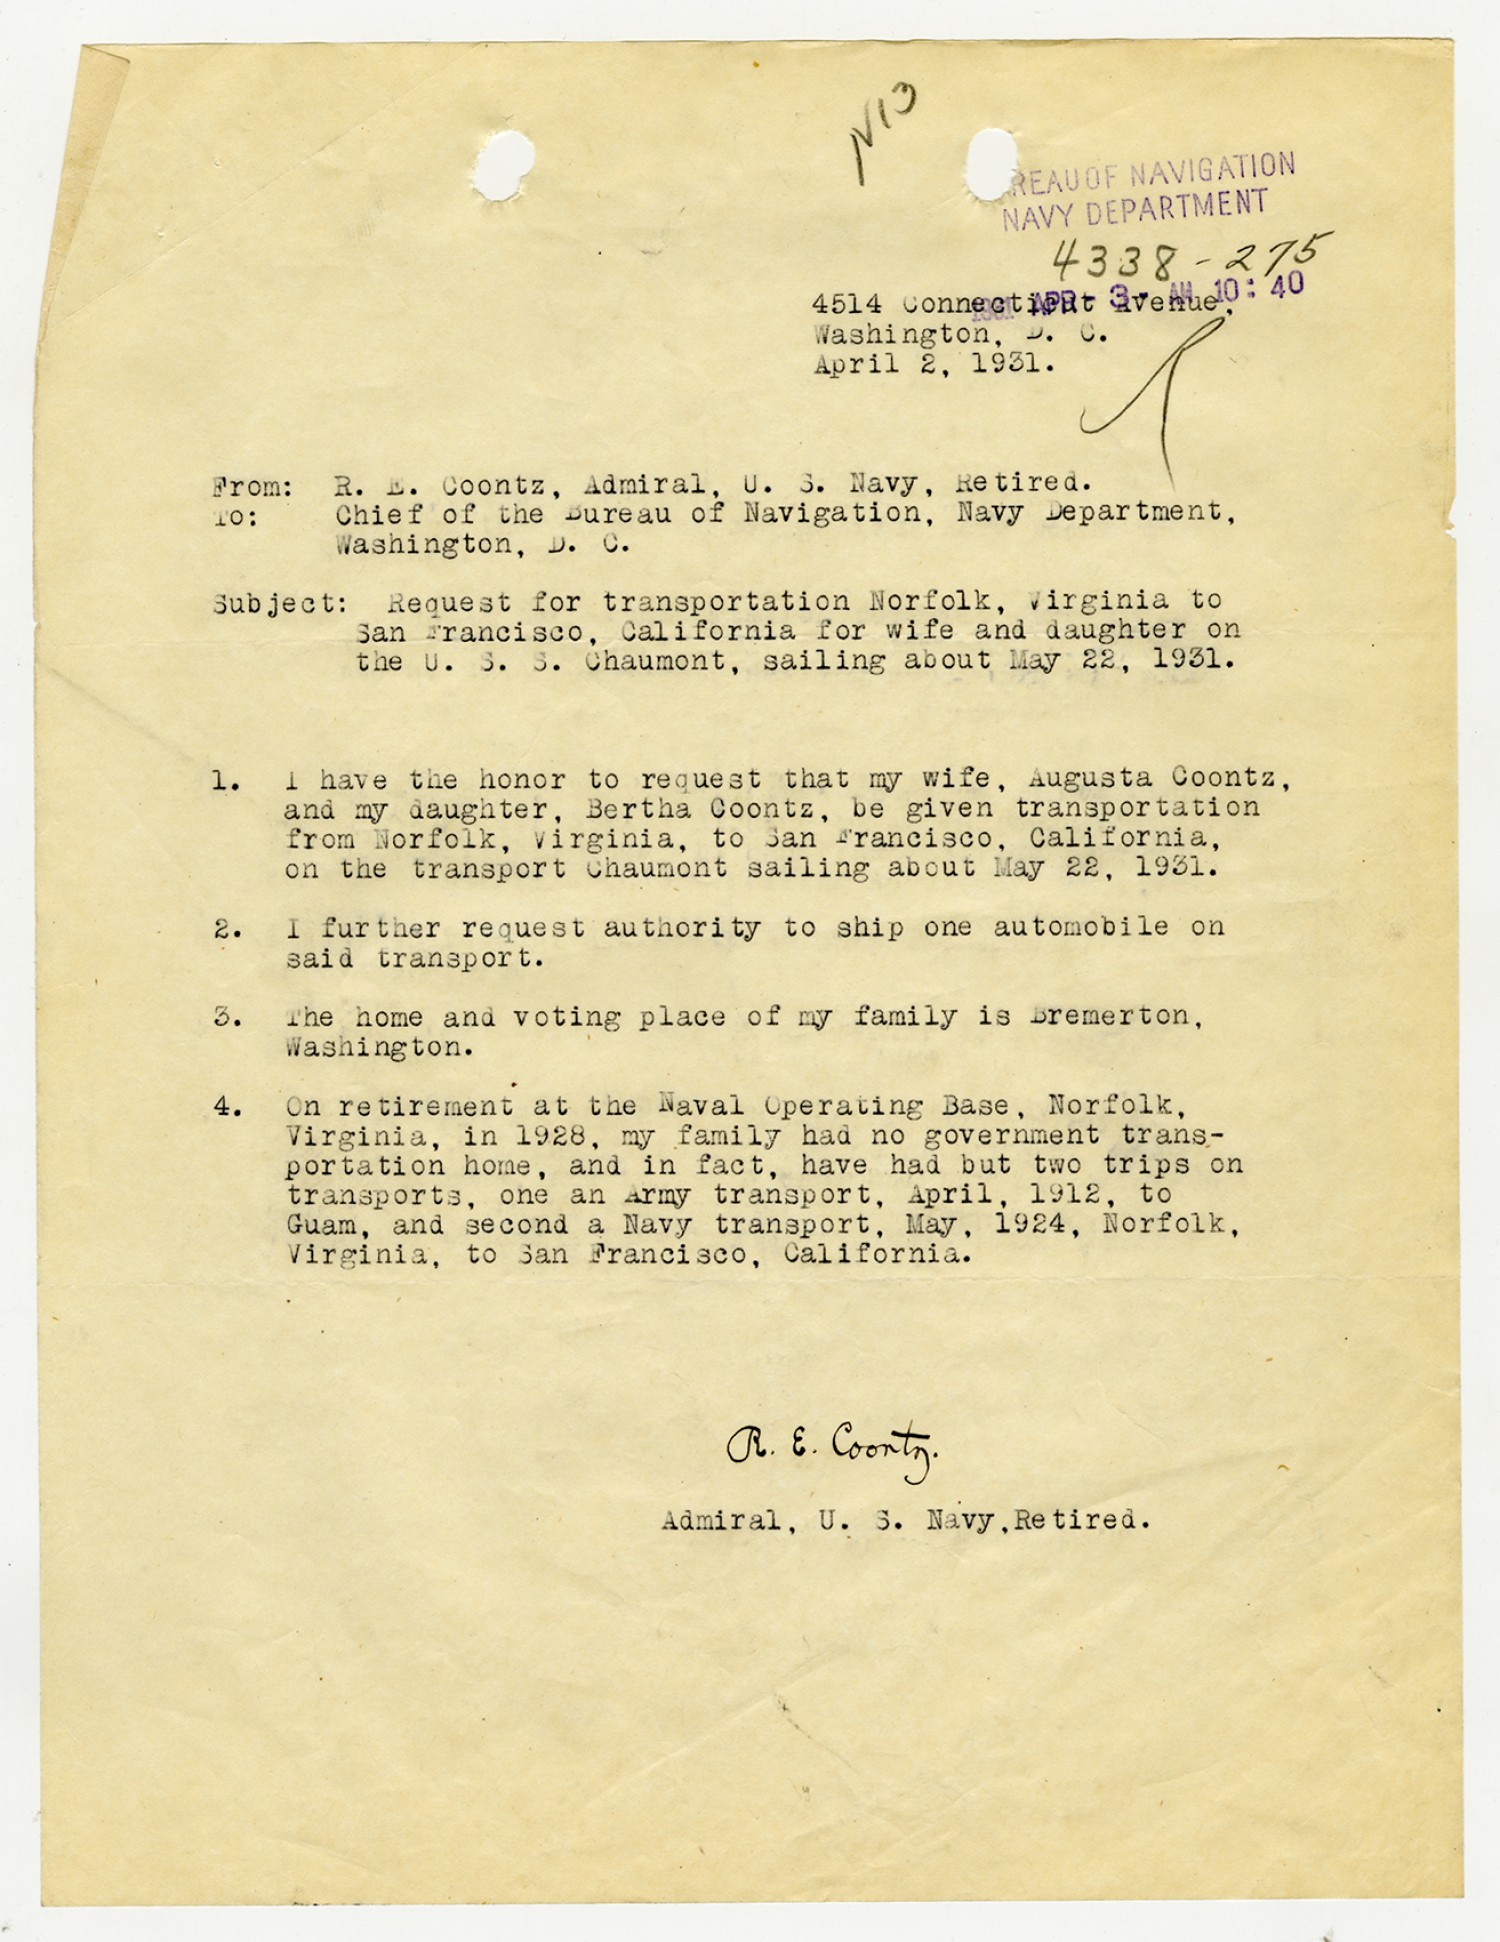 N13
REAU OF NAVIGATION
NAVY DEPARTMENT
4338-275
APR - 3 - AM 10:40
4514 Connecticut Avenue,
Washington, D. C.
April 2, 1931.
From: R. E. Coontz, Admiral, U. S. Navy, Retired.
To: Chief of the Bureau of Navigation, Navy Department,
Washington, D. C.
Subject: Request for transportation Norfolk, Virginia to
San Francisco, California for wife and daughter on
the U. S. S. Chaumont, sailing about May 22, 1931.
1. I have the honor to request that my wife, Augusta Coontz,
and my daughter, Bertha Coontz, be given transportation
from Norfolk, Virginia, to San Francisco, California,
on the transport Chaumont sailing about May 22, 1931.
2. I further request authority to ship one automobile on
said transport.
3. The home and voting place of my family is Bremerton,
Washington.
4. On retirement at the Naval Operating Base, Norfolk,
Virginia, in 1928, my family had no government trans-
portation home, and in fact, have had but two trips on
transports, one an Army transport, April, 1912, to
Guam, and second a Navy transport, May, 1924, Norfolk,
Virginia, to San Francisco, California.
R. E. Coontz.
Admiral, U. S. Navy,Retired.